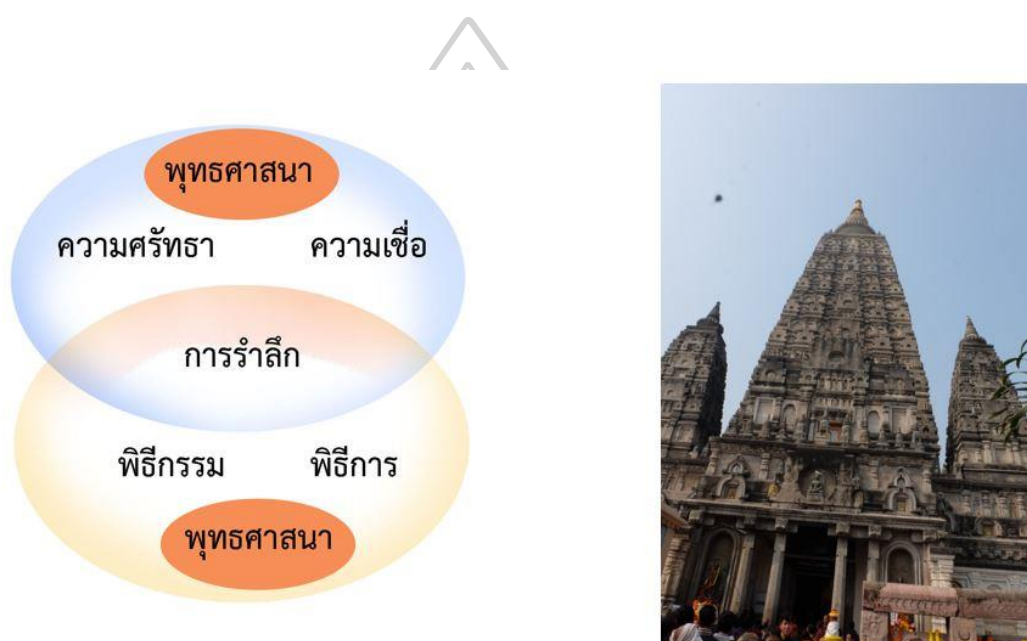 พุทธศาสนา
ความศรัทธา ความเชื่อ
การรำลึก
พิธีกรรม พิธีการ
พุทธศาสนา